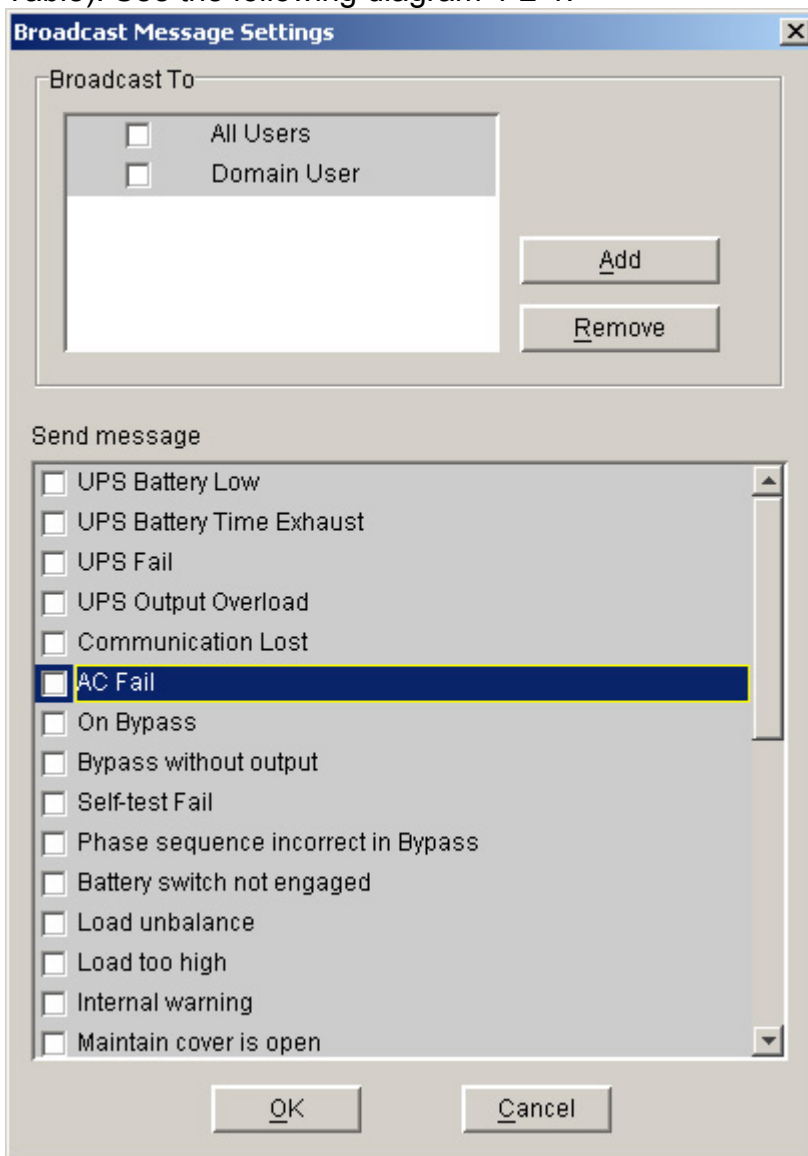 Broadcast Message Settings
Broadcast To
All Users
Domain User
Add
Remove
Send message
UPS Battery Low
UPS Battery Time Exhaust
UPS Fail
UPS Output Overload
Communication Lost
AC Fail
On Bypass
Bypass without output
Self-test Fail
Phase sequence incorrect in Bypass
Battery switch not engaged
Load unbalance
Load too high
Internal warning
Maintain cover is open
OK
Cancel